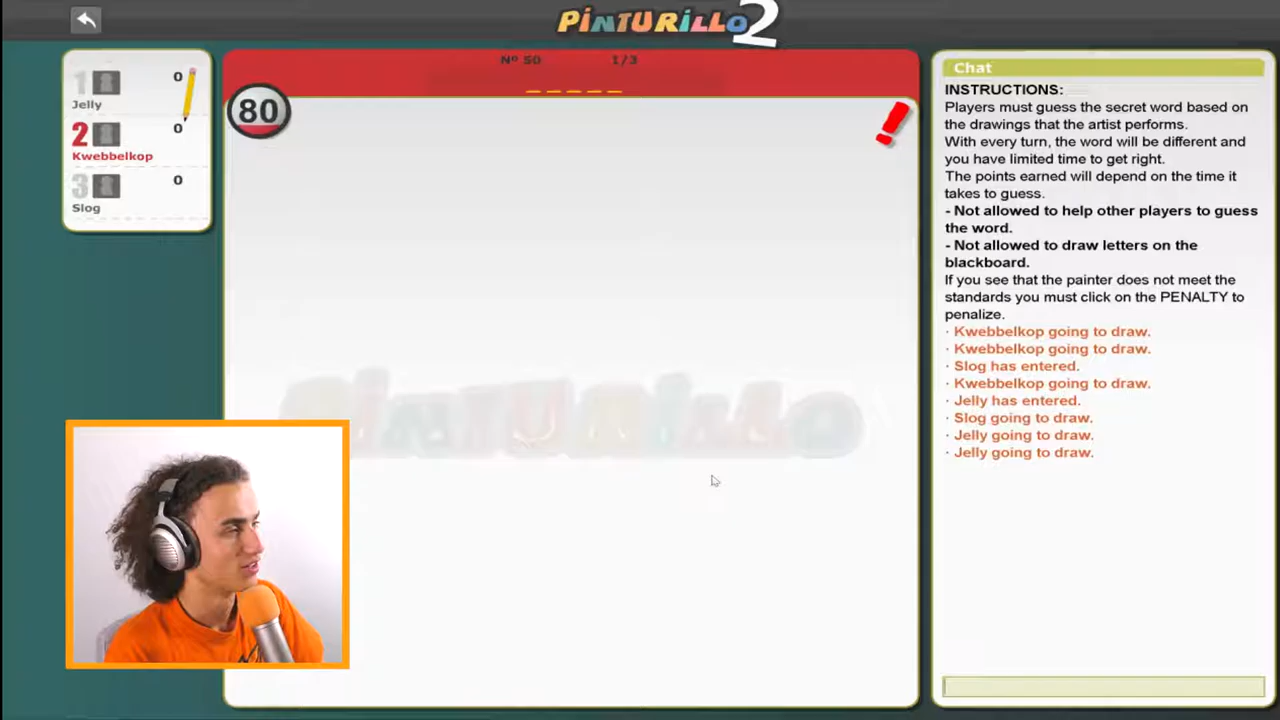 PINTURILLO 2
Nº 50 1/3
_ _ _ _ _
80
1 0
Jelly
2 0
Kwebbelkop
3 0
Slog
PINTURILLO
Chat
INSTRUCTIONS:
Players must guess the secret word based on
the drawings that the artist performs.
With every turn, the word will be different and
you have limited time to get right.
The points earned will depend on the time it
takes to guess.
- Not allowed to help other players to guess
the word.
- Not allowed to draw letters on the
blackboard.
If you see that the painter does not meet the
standards you must click on the PENALTY to
penalize.
· Kwebbelkop going to draw.
· Kwebbelkop going to draw.
· Slog has entered.
· Kwebbelkop going to draw.
· Jelly has entered.
· Slog going to draw.
· Jelly going to draw.
· Jelly going to draw.